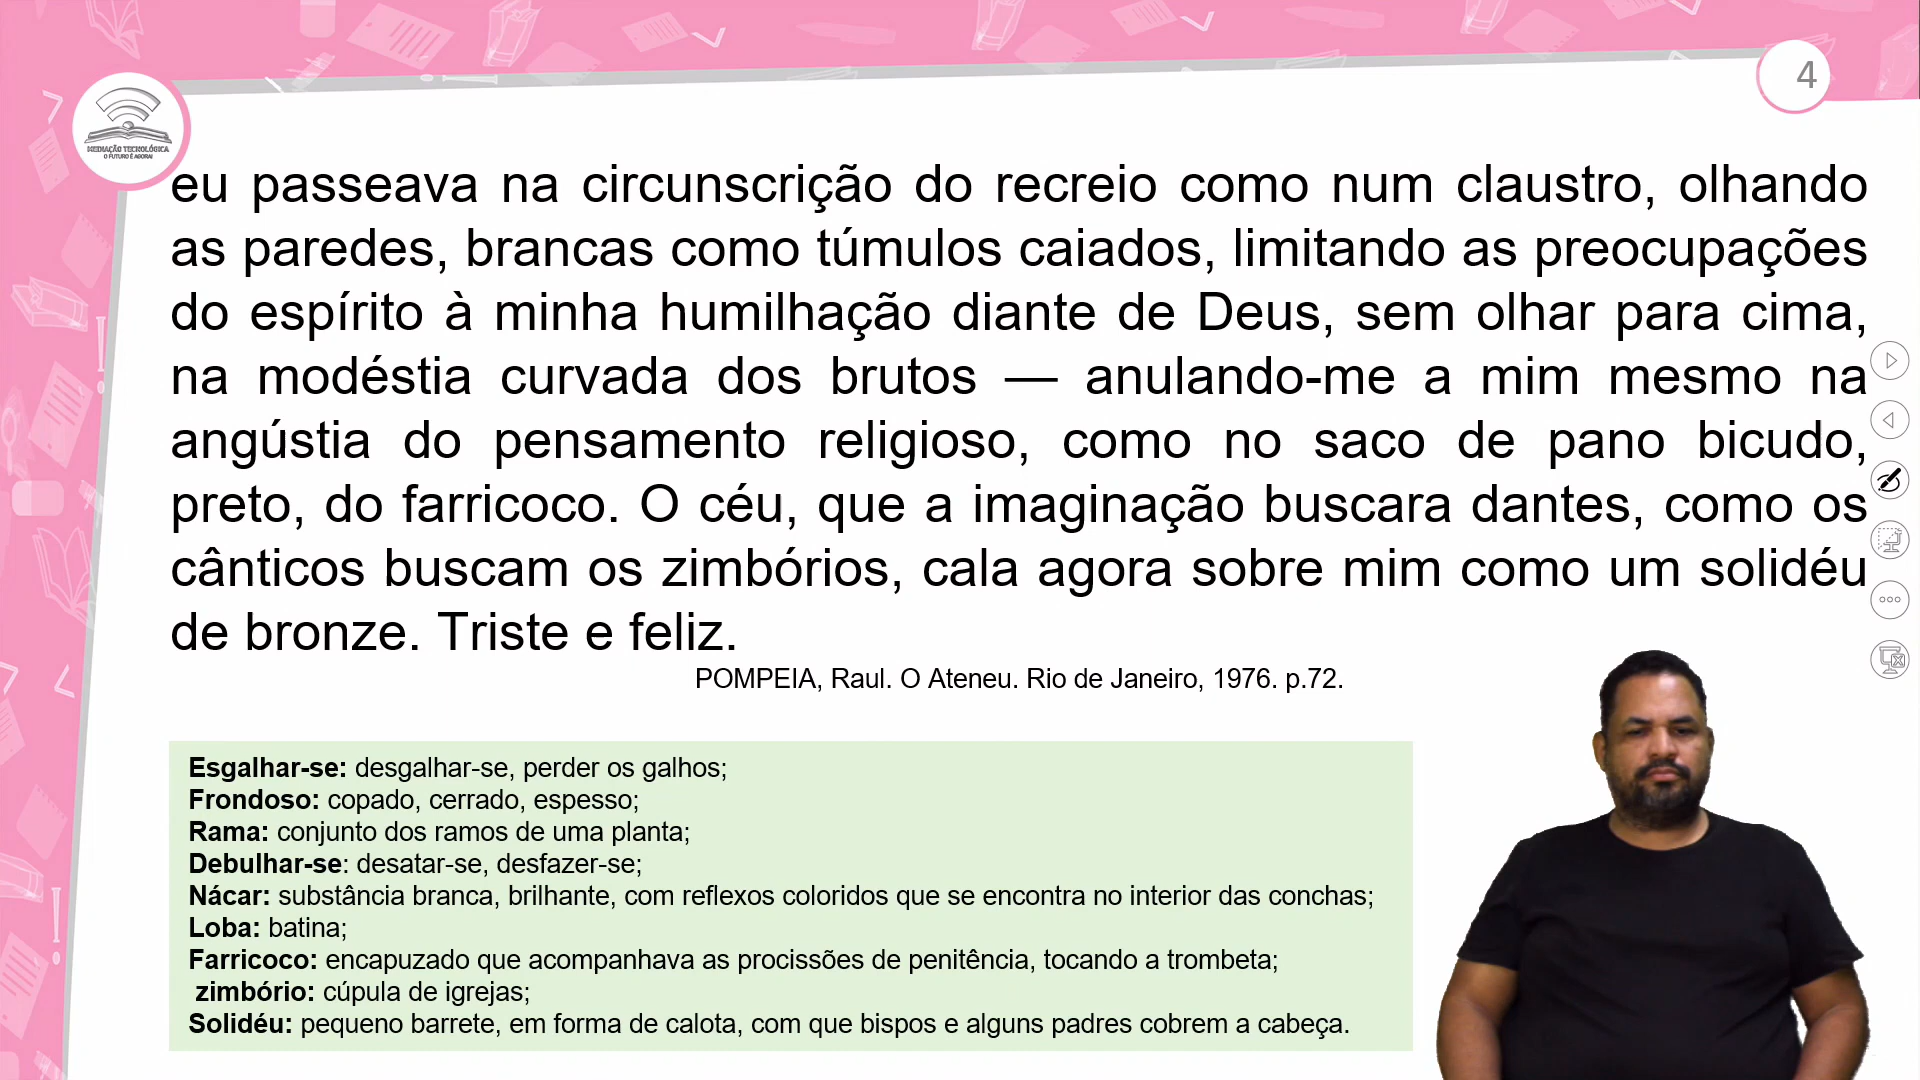 4
MEDIAÇÃO TECNOLÓGICA
O FUTURO É AGORA!
eu passeava na circunscrição do recreio como num claustro, olhando
as paredes, brancas como túmulos caiados, limitando as preocupações
do espírito à minha humilhação diante de Deus, sem olhar para cima,
na modéstia curvada dos brutos — anulando-me a mim mesmo na
angústia do pensamento religioso, como no saco de pano bicudo,
preto, do farricoco. O céu, que a imaginação buscara dantes, como os
cânticos buscam os zimbórios, cala agora sobre mim como um solidéu
de bronze. Triste e feliz.
POMPEIA, Raul. O Ateneu. Rio de Janeiro, 1976. p.72.
Esgalhar-se: desgalhar-se, perder os galhos;
Frondoso: copado, cerrado, espesso;
Rama: conjunto dos ramos de uma planta;
Debulhar-se: desatar-se, desfazer-se;
Nácar: substância branca, brilhante, com reflexos coloridos que se encontra no interior das conchas;
Loba: batina;
Farricoco: encapuzado que acompanhava as procissões de penitência, tocando a trombeta;
zimbório: cúpula de igrejas;
Solidéu: pequeno barrete, em forma de calota, com que bispos e alguns padres cobrem a cabeça.